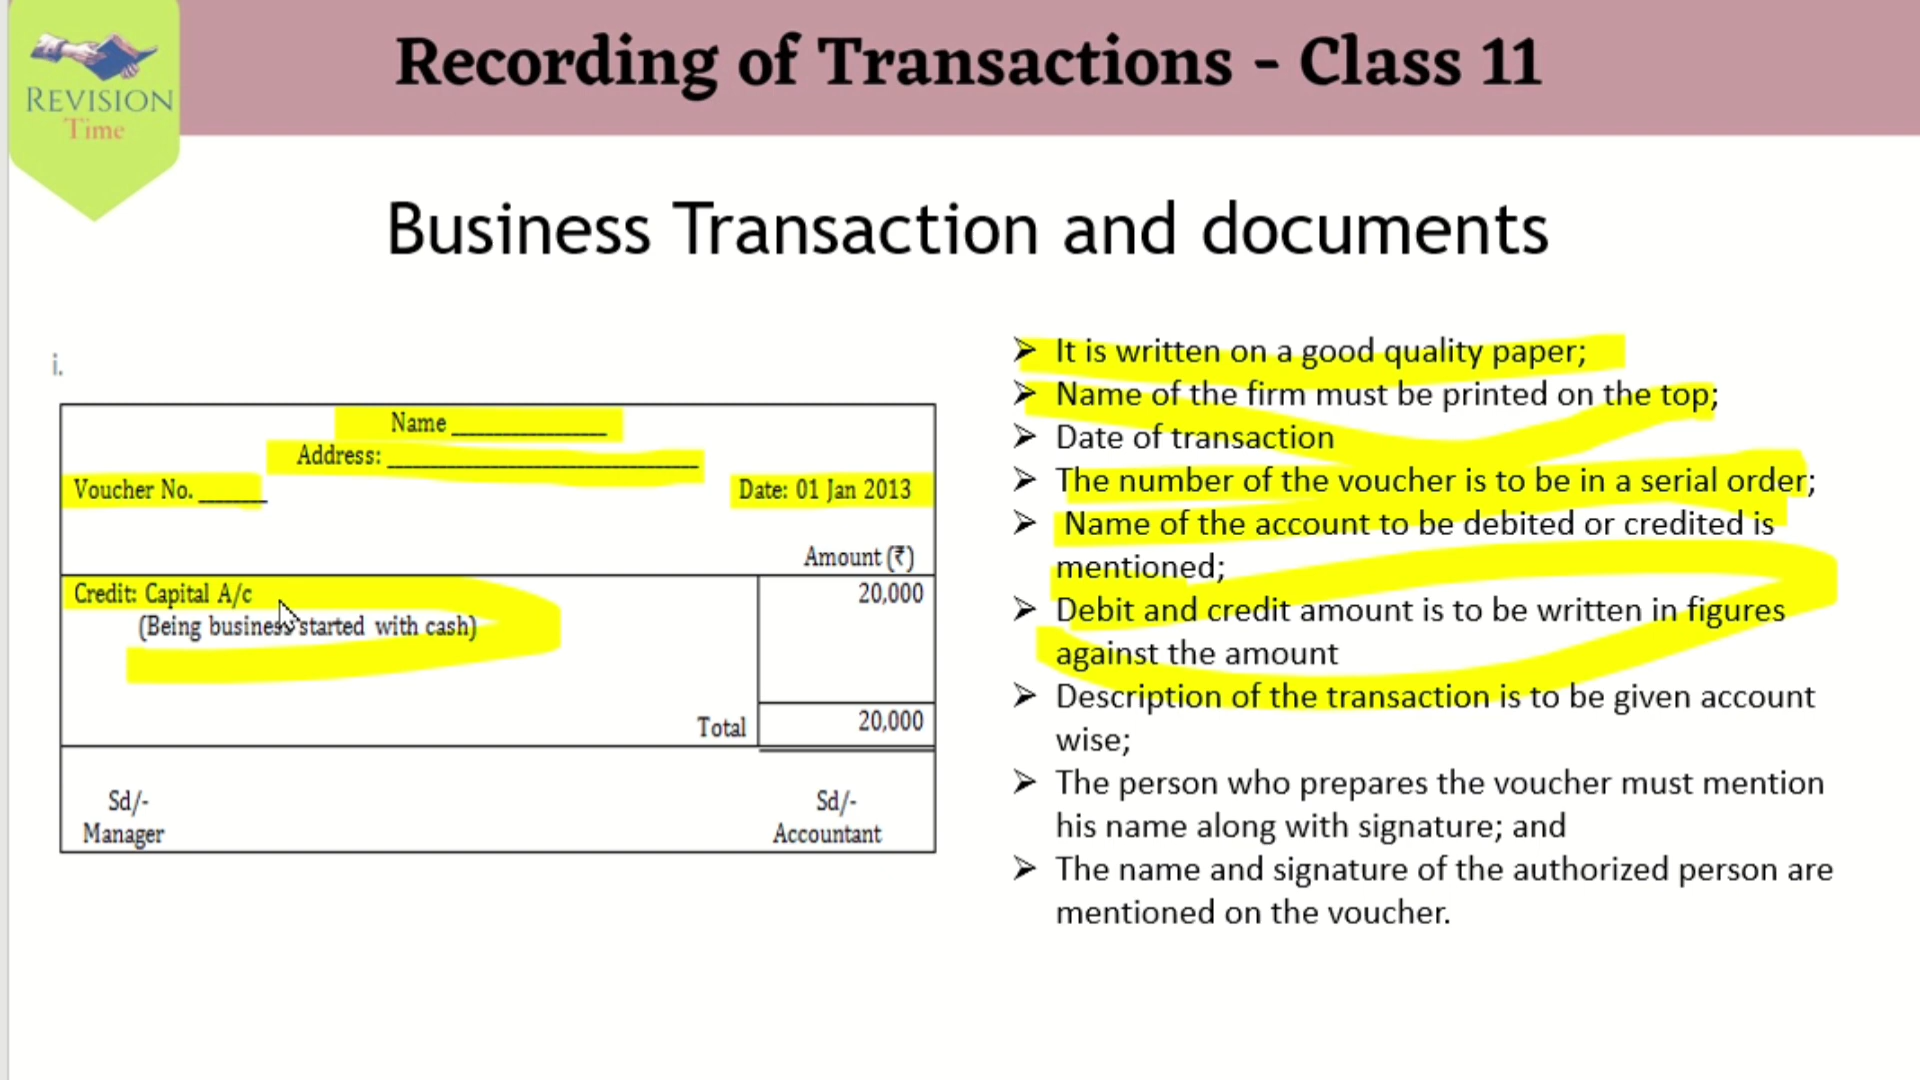 REVISION
Time
Recording of Transactions - Class 11
Business Transaction and documents
i.
Name ________________
Address: ________________________________
Voucher No. _______ Date: 01 Jan 2013
Amount (₹)
Credit: Capital A/c 20,000
(Being business started with cash)
Total 20,000
Sd/- Sd/-
Manager Accountant
➢ It is written on a good quality paper;
➢ Name of the firm must be printed on the top;
➢ Date of transaction
➢ The number of the voucher is to be in a serial order;
➢ Name of the account to be debited or credited is
mentioned;
➢ Debit and credit amount is to be written in figures
against the amount
➢ Description of the transaction is to be given account
wise;
➢ The person who prepares the voucher must mention
his name along with signature; and
➢ The name and signature of the authorized person are
mentioned on the voucher.